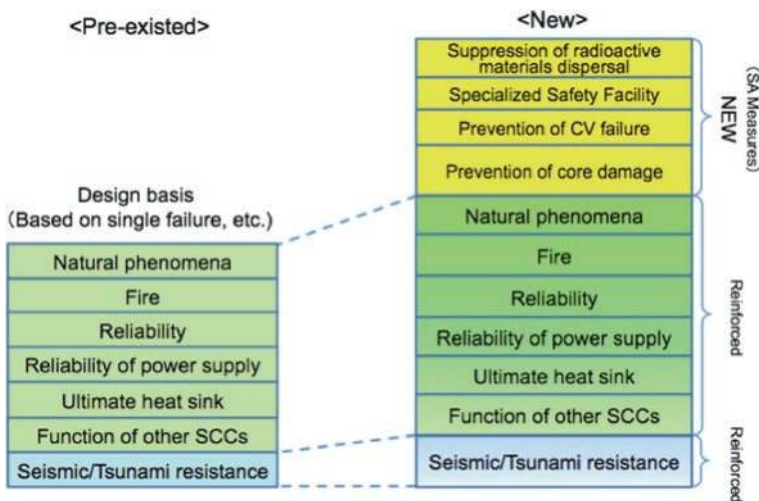 <Pre-existed>
Design basis
(Based on single failure, etc.)
Natural phenomena
Fire
Reliability
Reliability of power supply
Ultimate heat sink
Function of other SCCs
Seismic/Tsunami resistance
<New>
Suppression of radioactive
materials dispersal
Specialized Safety Facility
Prevention of CV failure
Prevention of core damage
Natural phenomena
Fire
Reliability
Reliability of power supply
Ultimate heat sink
Function of other SCCs
Seismic/Tsunami resistance
(SA Measures)
NEW
Reinforced
Reinforced